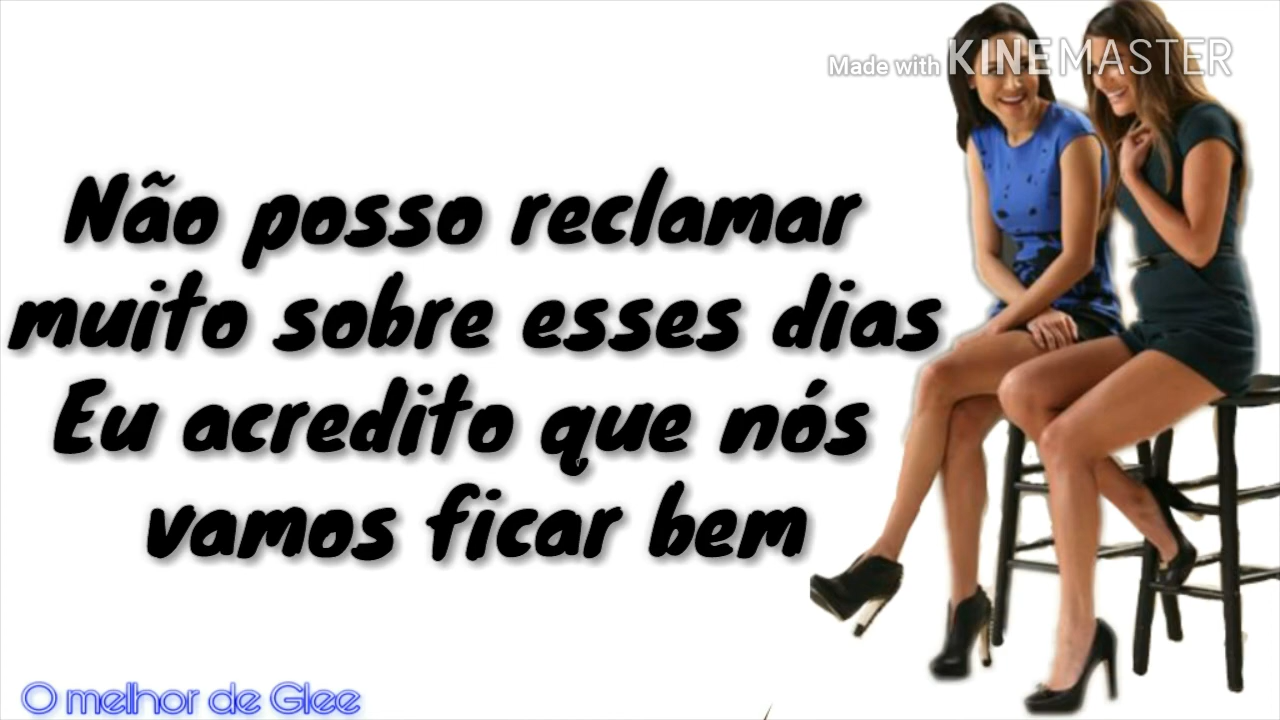 Made with KINEMASTER
Não posso reclamar
muito sobre esses dias
Eu acredito que nós
vamos ficar bem
O melhor de Glee